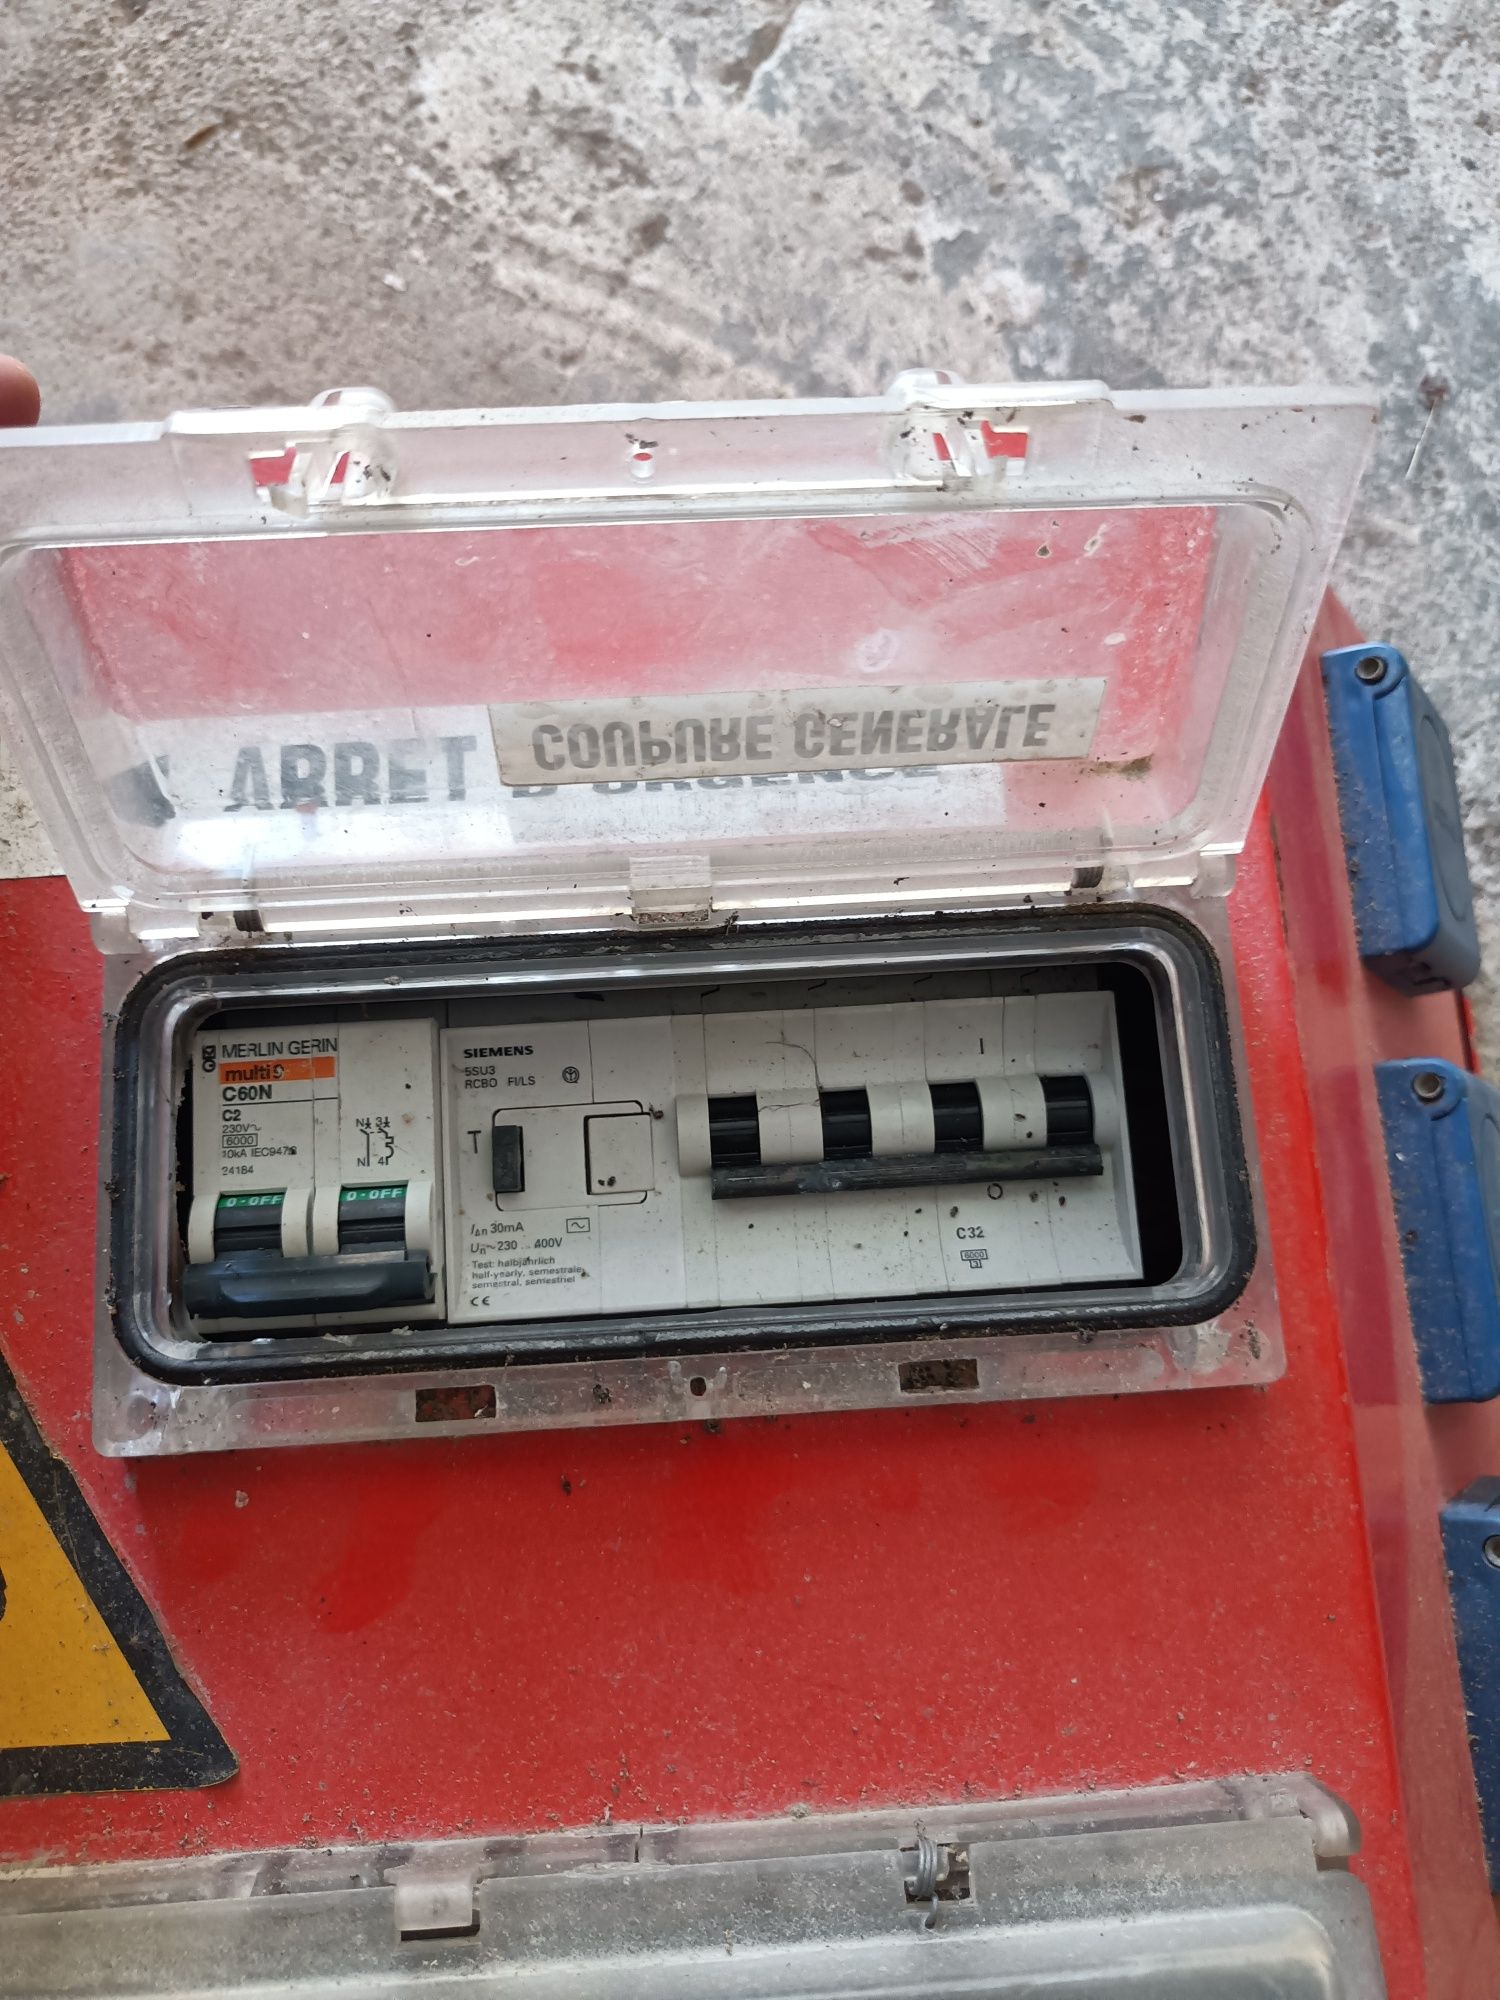 COUPURE GENERALE
ARRET D'URGENCE
MERLIN GERIN
multi9
C60N
C2
230V~
6000
10kA IEC947.2
24184
N 3
N 4
O-OFF O-OFF
SIEMENS
5SU3
RCBO FI/LS
T
IΔn 30mA
Un~230...400V
Test: halbjährlich
half-yearly, semestrale,
semestral, semestriel
CE
I
O
C32
6000
3